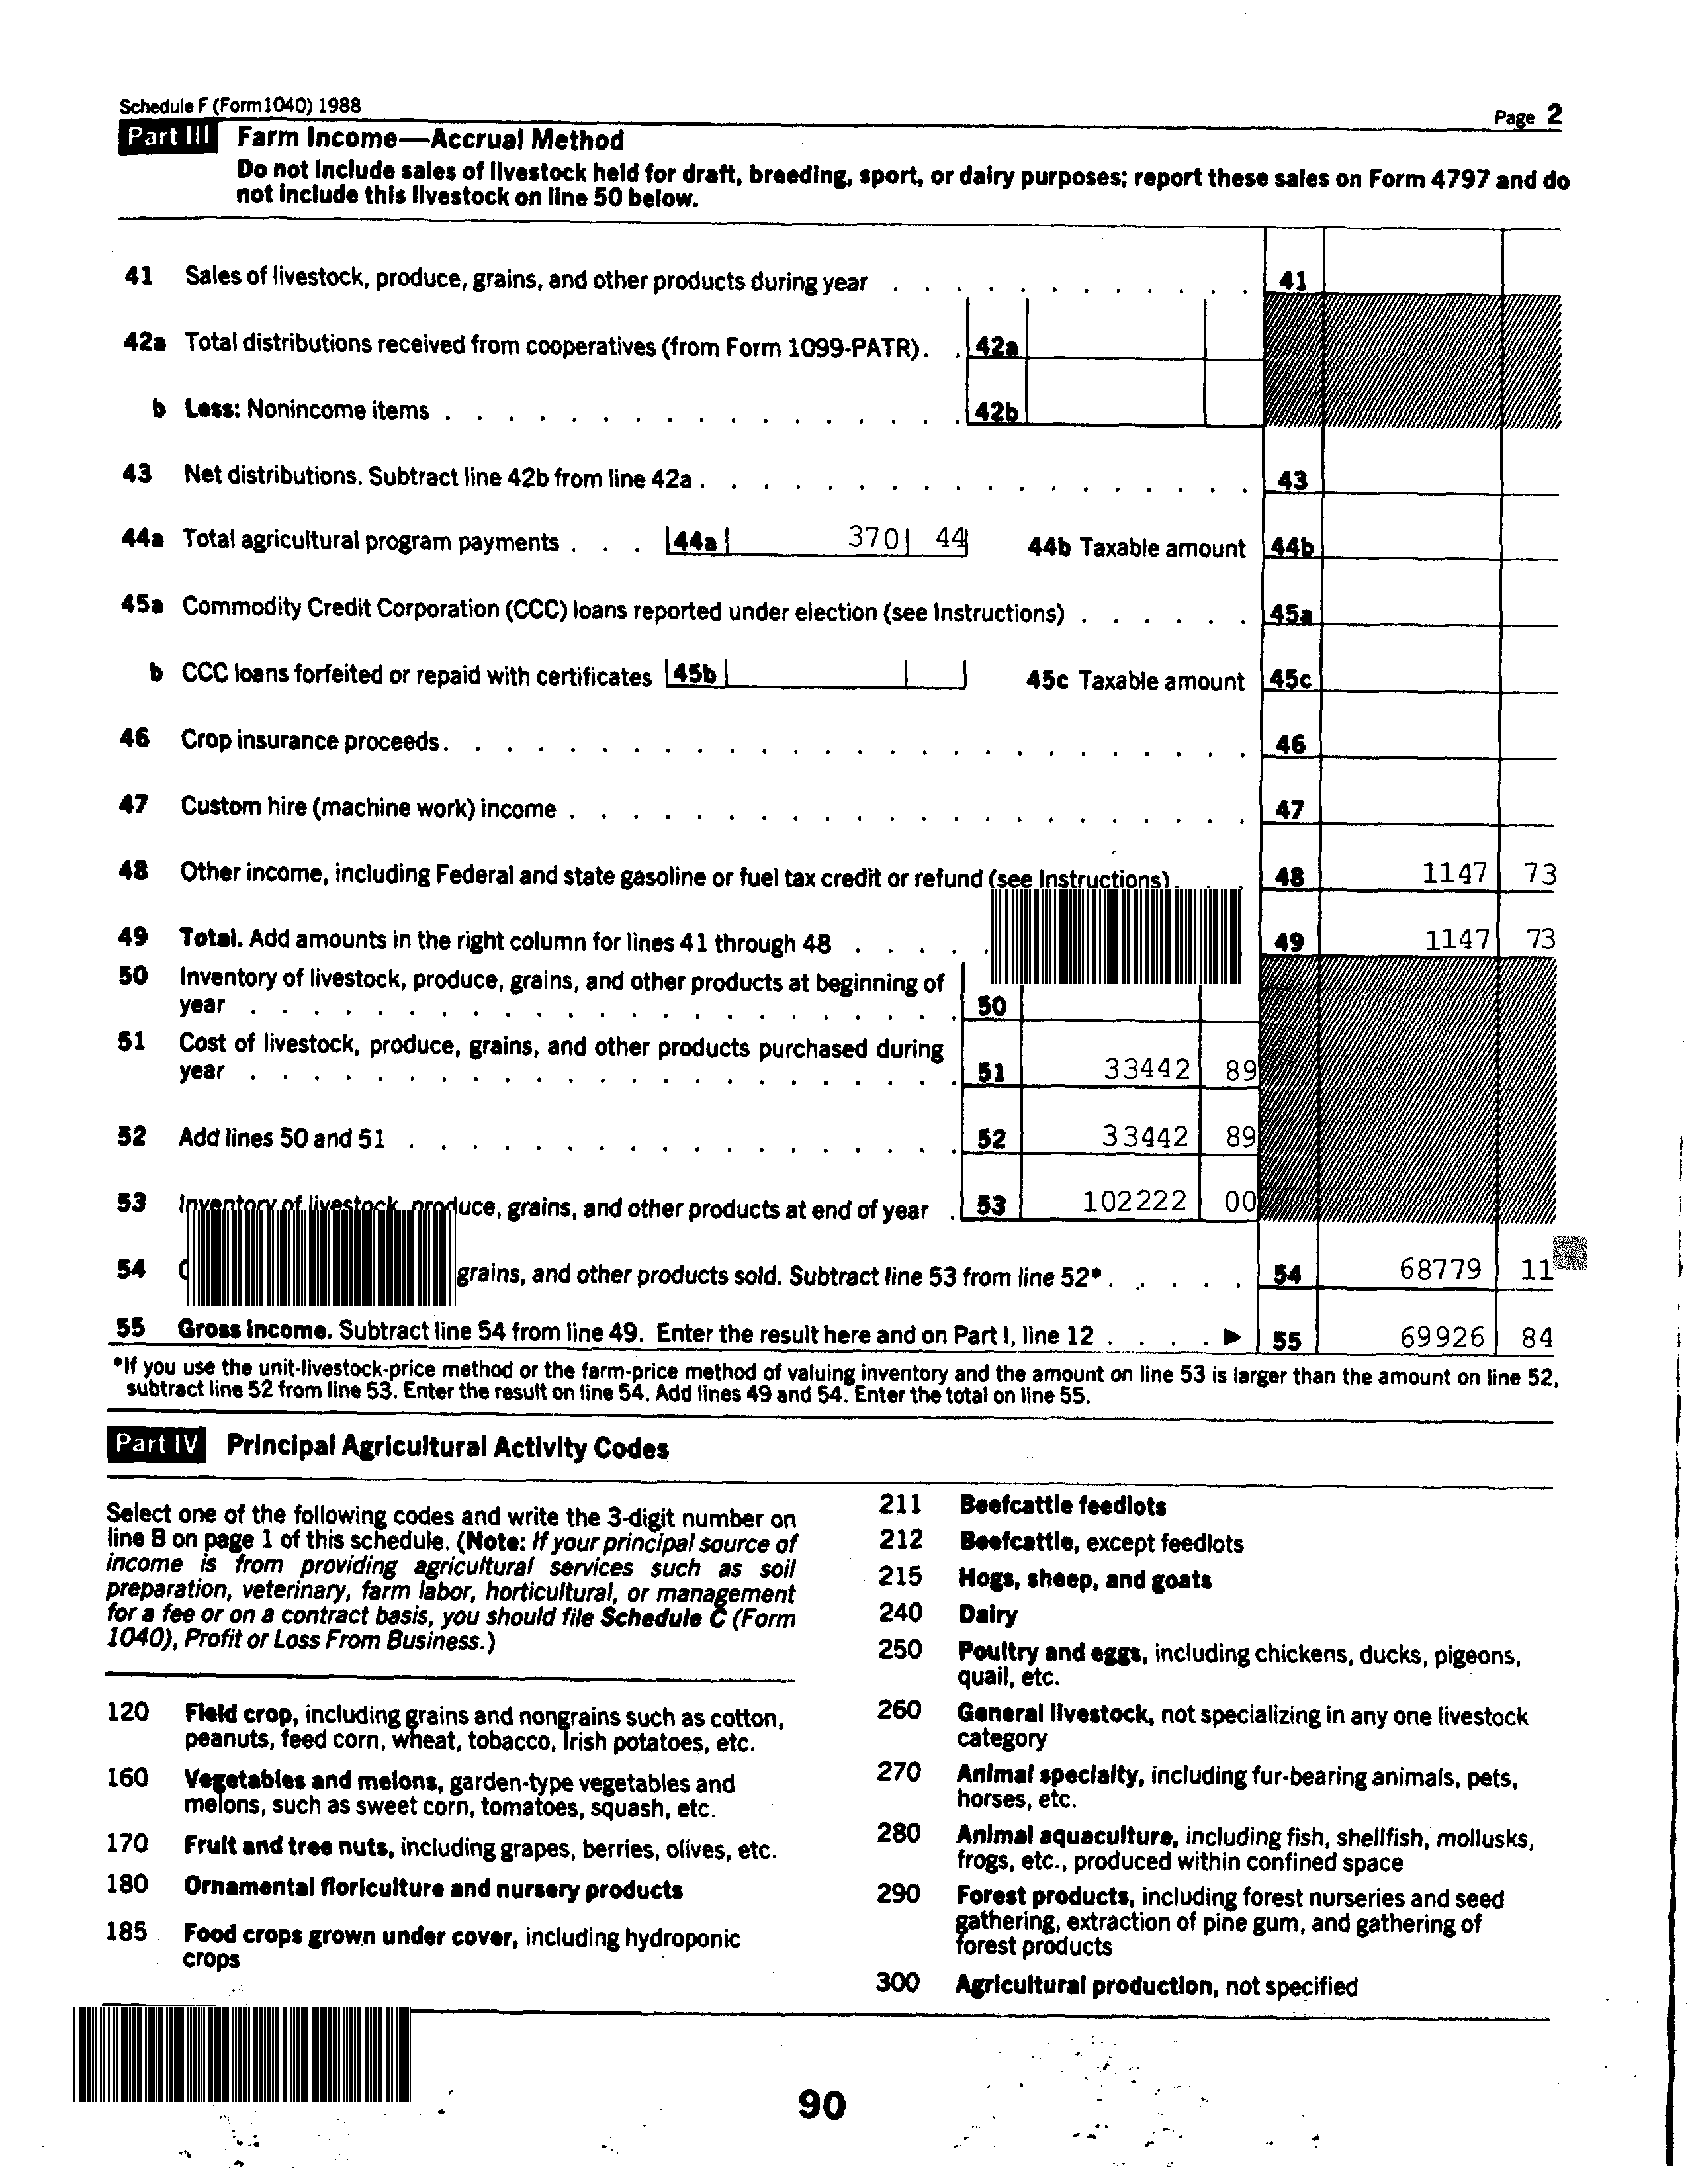 Schedule F (Form 1040) 1988 Page 2
Part III Farm Income—Accrual Method
Do not include sales of livestock held for draft, breeding, sport, or dairy purposes; report these sales on Form 4797 and do
not include this livestock on line 50 below.
41 Sales of livestock, produce, grains, and other products during year . . . . . . . . . . . . 41
42a Total distributions received from cooperatives (from Form 1099-PATR) . . 42a
b Less: Nonincome items . . . . . . . . . . . . . . . . . 42b
43 Net distributions. Subtract line 42b from line 42a . . . . . . . . . . . . . . . . . . 43
44a Total agricultural program payments . . . 44a 370 44 44b Taxable amount 44b
45a Commodity Credit Corporation (CCC) loans reported under election (see Instructions) . . . . . . 45a
b CCC loans forfeited or repaid with certificates 45b 45c Taxable amount 45c
46 Crop insurance proceeds . . . . . . . . . . . . . . . . . . . . . . . . . . 46
47 Custom hire (machine work) income . . . . . . . . . . . . . . . . . . . . . . 47
48 Other income, including Federal and state gasoline or fuel tax credit or refund (see Instructions) . . . 48 1147 73
49 Total. Add amounts in the right column for lines 41 through 48 . . . . . 49 1147 73
50 Inventory of livestock, produce, grains, and other products at beginning of
year . . . . . . . . . . . . . . . . . . . . . . . 50
51 Cost of livestock, produce, grains, and other products purchased during
year . . . . . . . . . . . . . . . . . . . . . . . 51 33442 89
52 Add lines 50 and 51 . . . . . . . . . . . . . . . . . . 52 33442 89
53 Inventory of livestock, produce, grains, and other products at end of year . 53 102222 00
54 grains, and other products sold. Subtract line 53 from line 52* . . . . . 54 68779 11
55 Gross income. Subtract line 54 from line 49. Enter the result here and on Part I, line 12 . . . . ▶ 55 69926 84
*If you use the unit-livestock-price method or the farm-price method of valuing inventory and the amount on line 53 is larger than the amount on line 52,
subtract line 52 from line 53. Enter the result on line 54. Add lines 49 and 54. Enter the total on line 55.
Part IV Principal Agricultural Activity Codes
Select one of the following codes and write the 3-digit number on
line B on page 1 of this schedule. (Note: If your principal source of
income is from providing agricultural services such as soil
preparation, veterinary, farm labor, horticultural, or management
for a fee or on a contract basis, you should file Schedule C (Form
1040), Profit or Loss From Business.)
120 Field crop, including grains and nongrains such as cotton,
peanuts, feed corn, wheat, tobacco, Irish potatoes, etc.
160 Vegetables and melons, garden-type vegetables and
melons, such as sweet corn, tomatoes, squash, etc.
170 Fruit and tree nuts, including grapes, berries, olives, etc.
180 Ornamental floriculture and nursery products
185 Food crops grown under cover, including hydroponic
crops
211 Beefcattle feedlots
212 Beefcattle, except feedlots
215 Hogs, sheep, and goats
240 Dairy
250 Poultry and eggs, including chickens, ducks, pigeons,
quail, etc.
260 General livestock, not specializing in any one livestock
category
270 Animal specialty, including fur-bearing animals, pets,
horses, etc.
280 Animal aquaculture, including fish, shellfish, mollusks,
frogs, etc., produced within confined space
290 Forest products, including forest nurseries and seed
gathering, extraction of pine gum, and gathering of
forest products
300 Agricultural production, not specified
90